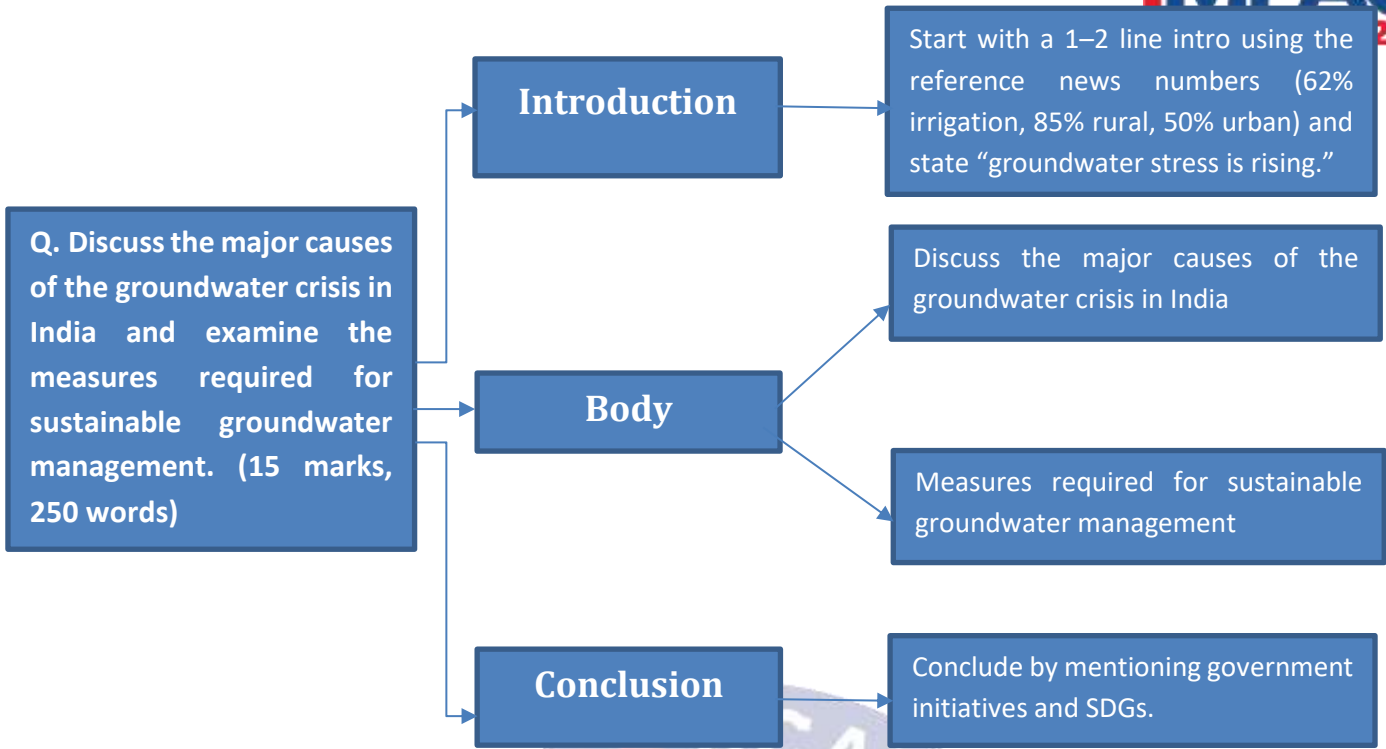 Introduction
Start with a 1–2 line intro using the
reference news numbers (62%
irrigation, 85% rural, 50% urban) and
state “groundwater stress is rising.”
Q. Discuss the major causes
of the groundwater crisis in
India and examine the
measures required for
sustainable groundwater
management. (15 marks,
250 words)
Body
Discuss the major causes of the
groundwater crisis in India
Measures required for sustainable
groundwater management
Conclusion
Conclude by mentioning government
initiatives and SDGs.